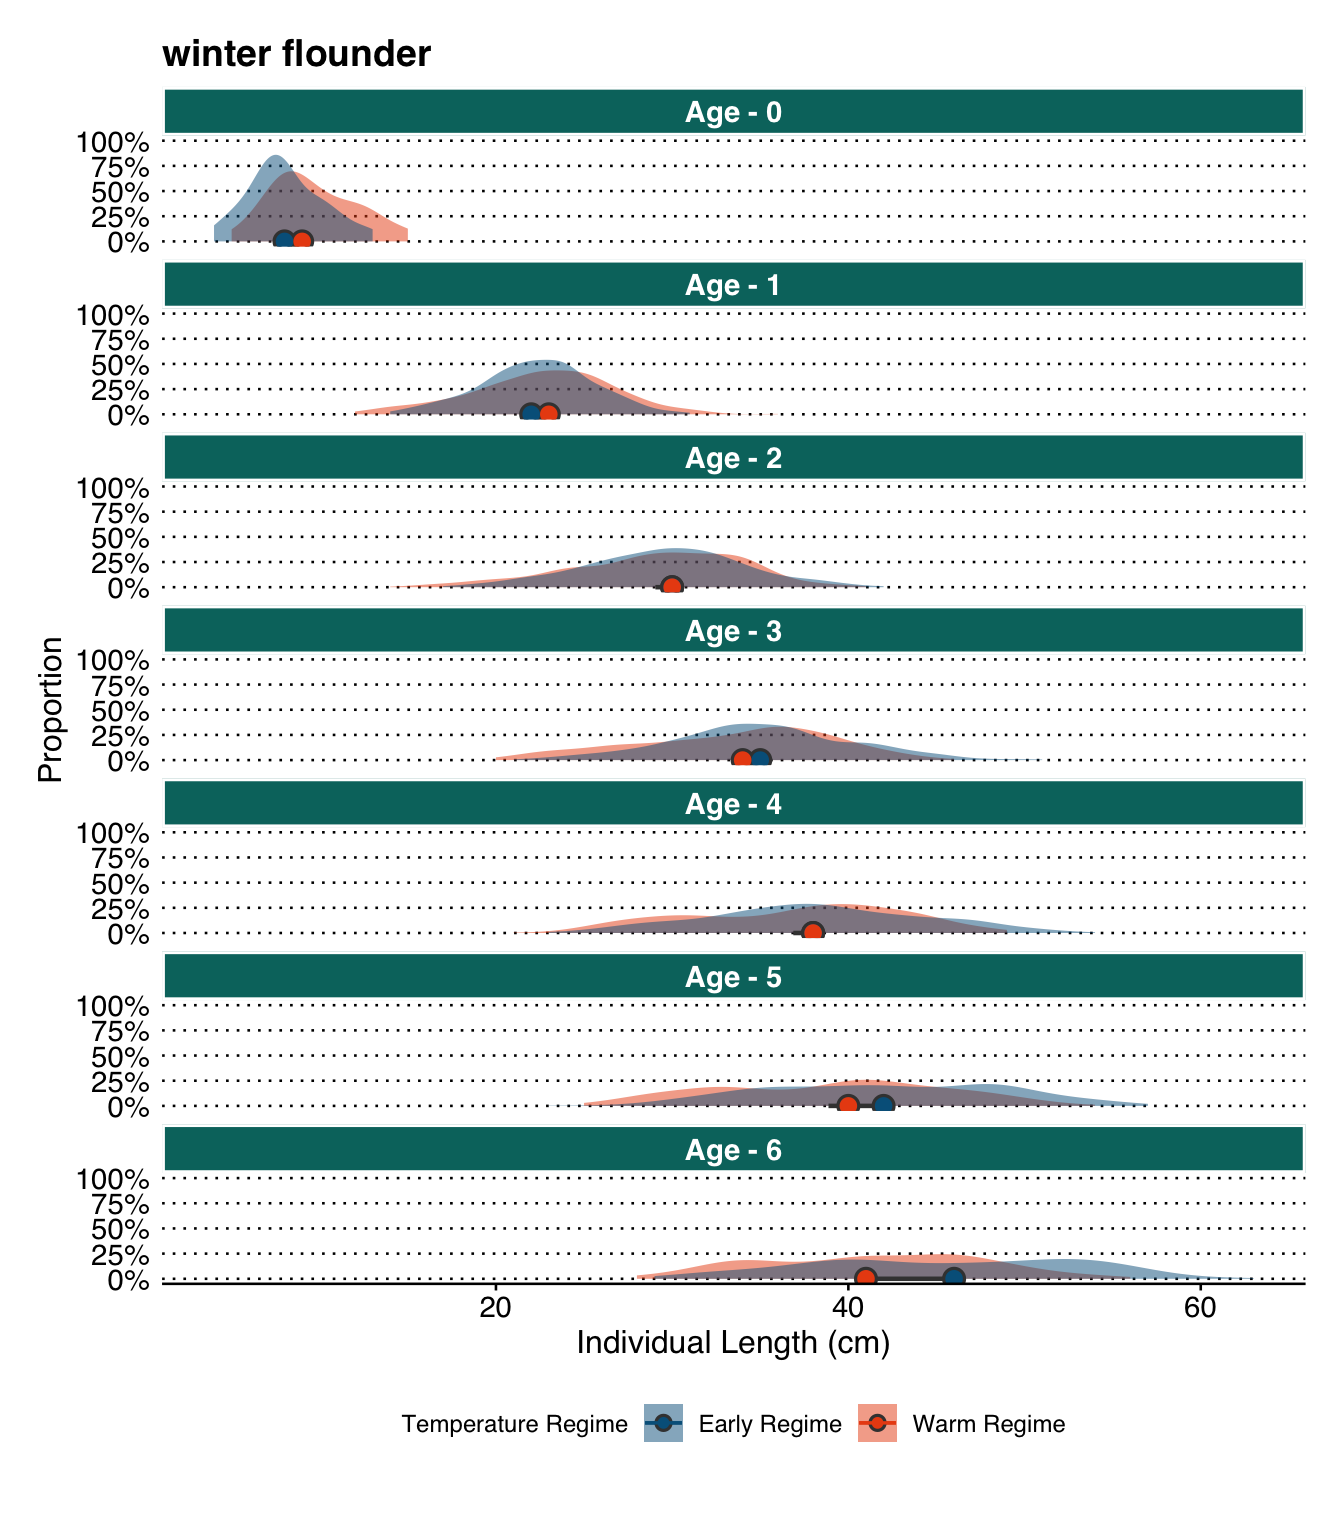 winter flounder
Age - 0
100%
75%
50%
25%
0%
Age - 1
100%
75%
50%
25%
0%
Age - 2
100%
75%
50%
25%
0%
Age - 3
100%
75%
50%
25%
0%
Age - 4
100%
75%
50%
25%
0%
Age - 5
100%
75%
50%
25%
0%
Age - 6
100%
75%
50%
25%
0%
Proportion
20 40 60
Individual Length (cm)
Temperature Regime Early Regime Warm Regime